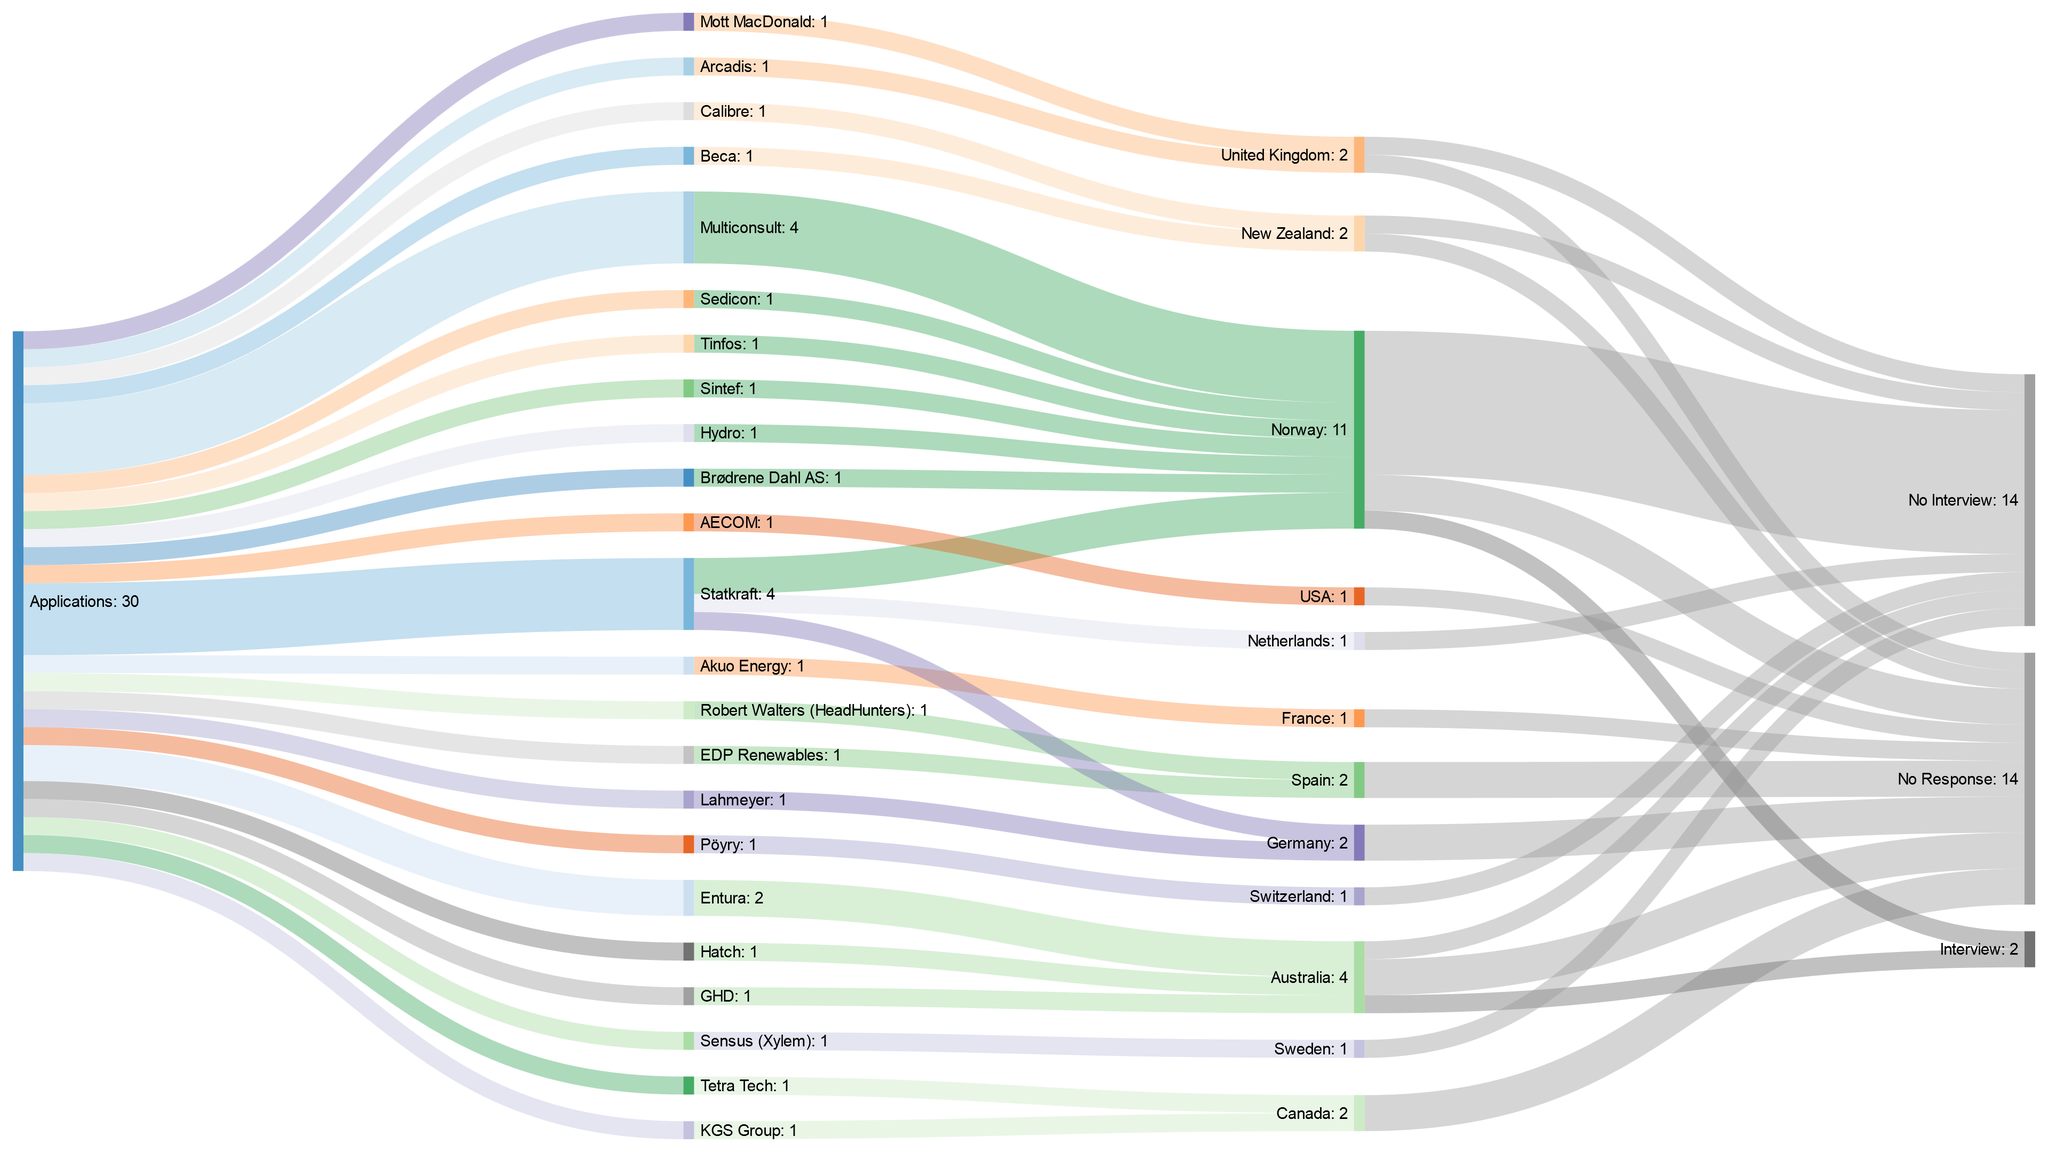 Applications: 30
Mott MacDonald: 1
Arcadis: 1
Calibre: 1
Beca: 1
Multiconsult: 4
Sedicon: 1
Tinfos: 1
Sintef: 1
Hydro: 1
Brødrene Dahl AS: 1
AECOM: 1
Statkraft: 4
Akuo Energy: 1
Robert Walters (HeadHunters): 1
EDP Renewables: 1
Lahmeyer: 1
Pöyry: 1
Entura: 2
Hatch: 1
GHD: 1
Sensus (Xylem): 1
Tetra Tech: 1
KGS Group: 1
United Kingdom: 2
New Zealand: 2
Norway: 11
USA: 1
Netherlands: 1
France: 1
Spain: 2
Germany: 2
Switzerland: 1
Australia: 4
Sweden: 1
Canada: 2
No Interview: 14
No Response: 14
Interview: 2